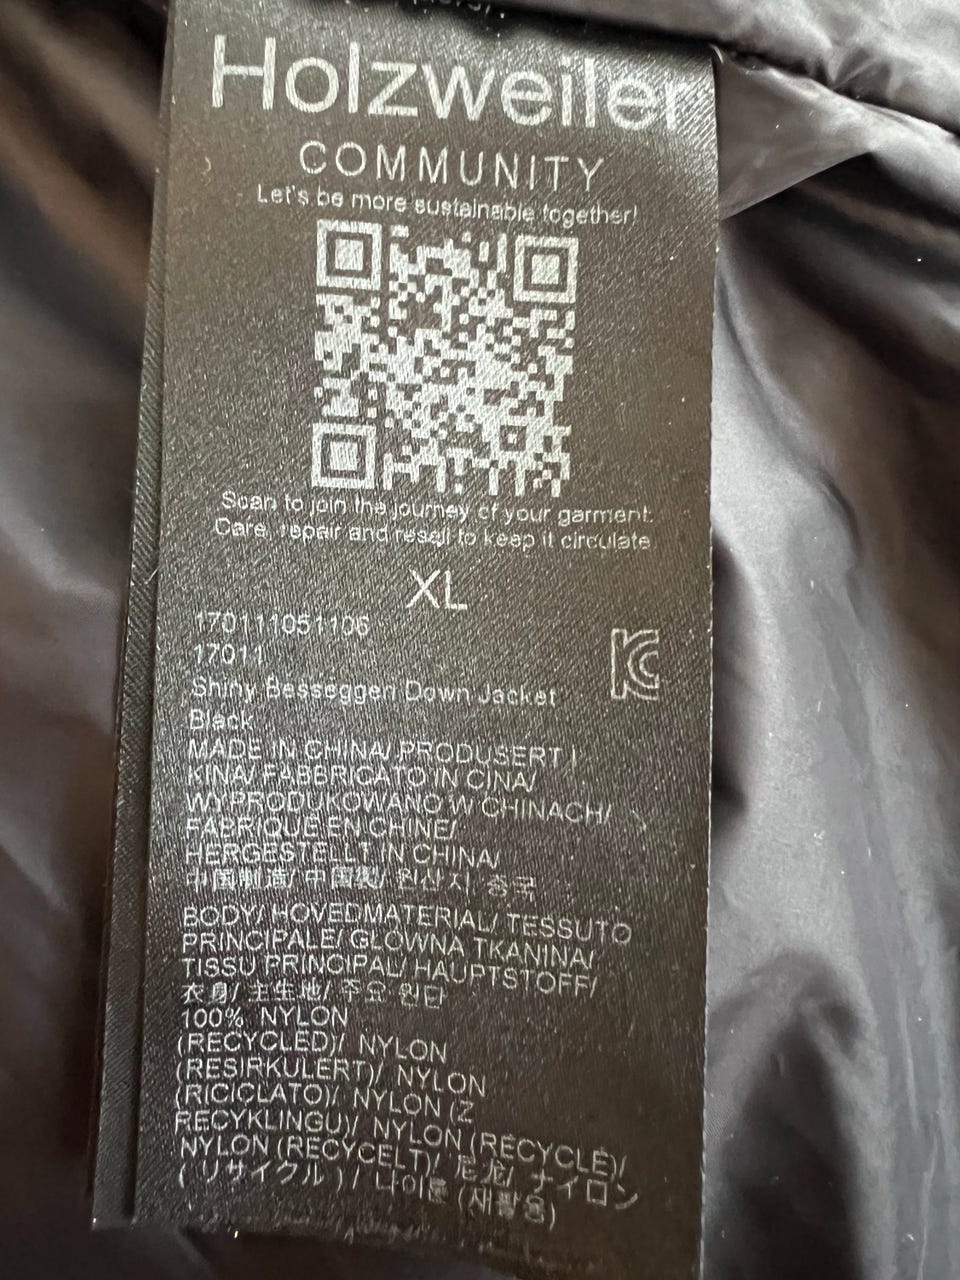 Holzweiler
COMMUNITY
Let's be more sustainable together!
Scan to join the journey of your garment.
Care, repair and resell to keep it circulate.
XL
170111051106
17011
Shiny Besseggen Down Jacket
Black
MADE IN CHINA/ PRODUSERT I
KINA/ FABBRICATO IN CINA/
WYPRODUKOWANO W CHINACH/
FABRIQUÉ EN CHINE/
HERGESTELLT IN CHINA/
中国制造/ 中国製/ 원산지 중국
BODY/ HOVEDMATERIAL/ TESSUTO
PRINCIPALE/ GŁÓWNA TKANINA/
TISSU PRINCIPAL/ HAUPTSTOFF/
衣身/ 主生地/ 주요 원단
100% NYLON
(RECYCLED)/ NYLON
(RESIRKULERT)/ NYLON
(RICICLATO)/ NYLON (Z
RECYKLINGU)/ NYLON (RECYCLÉ)/
NYLON (RECYCELT)/ 尼龙/ ナイロン
(リサイクル) / 나이론 (재활용)